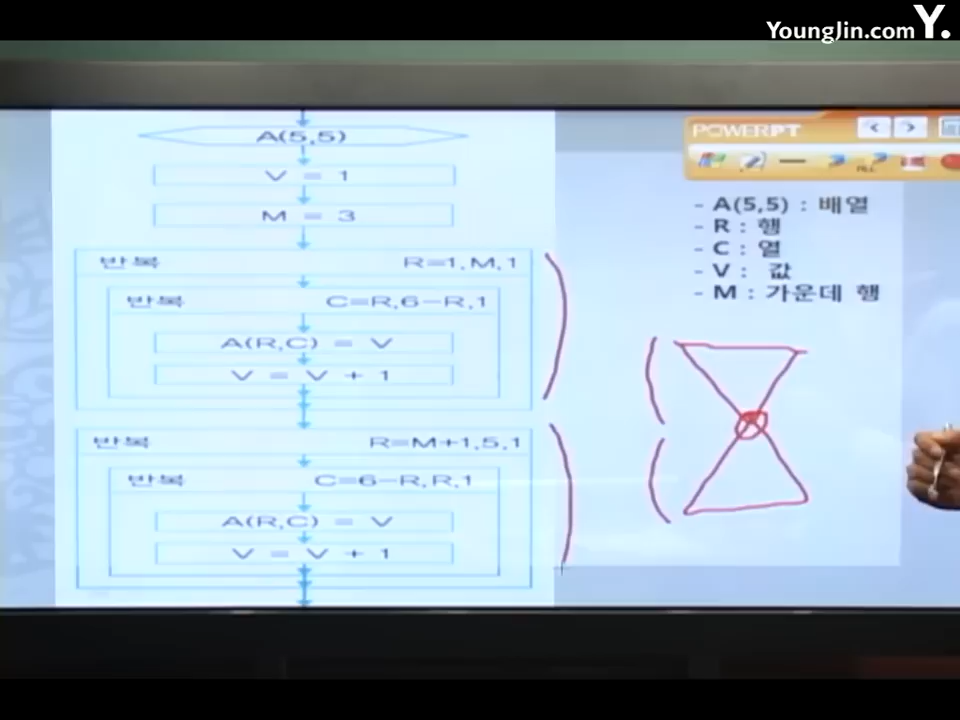 YoungJin.com Y.
A(5,5)
V = 1
M = 3
반복 R=1,M,1
반복 C=R,6-R,1
A(R,C) = V
V = V + 1
반복 R=M+1,5,1
반복 C=6-R,R,1
A(R,C) = V
V = V + 1
POWERPT
- A(5,5) : 배열
- R : 행
- C : 열
- V : 값
- M : 가운데 행